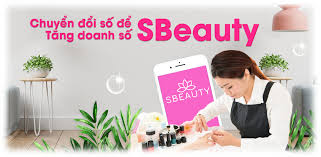 Chuyển đổi số để
Tăng doanh số
SBeauty
SBEAUTY